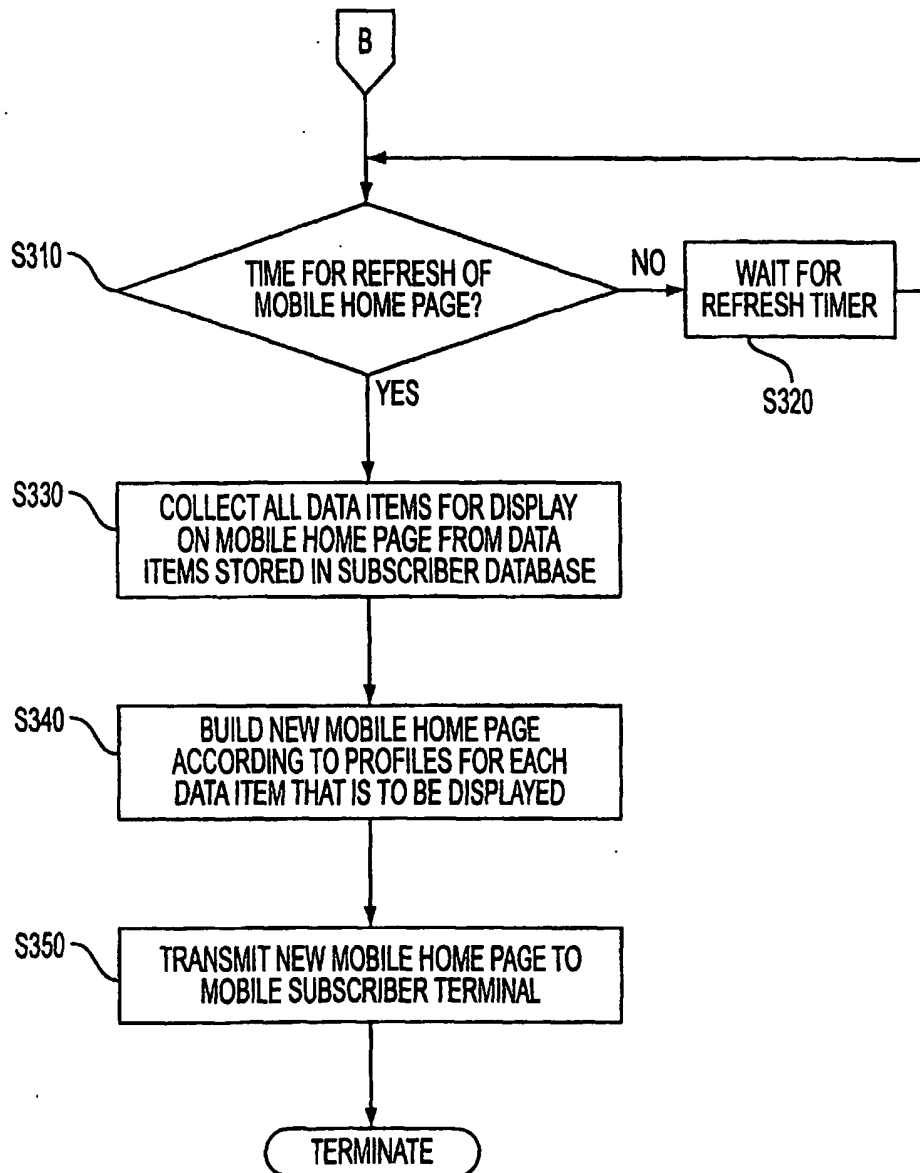 B
S310
TIME FOR REFRESH OF
MOBILE HOME PAGE?
NO
WAIT FOR
REFRESH TIMER
S320
YES
S330
COLLECT ALL DATA ITEMS FOR DISPLAY
ON MOBILE HOME PAGE FROM DATA
ITEMS STORED IN SUBSCRIBER DATABASE
S340
BUILD NEW MOBILE HOME PAGE
ACCORDING TO PROFILES FOR EACH
DATA ITEM THAT IS TO BE DISPLAYED
S350
TRANSMIT NEW MOBILE HOME PAGE TO
MOBILE SUBSCRIBER TERMINAL
TERMINATE